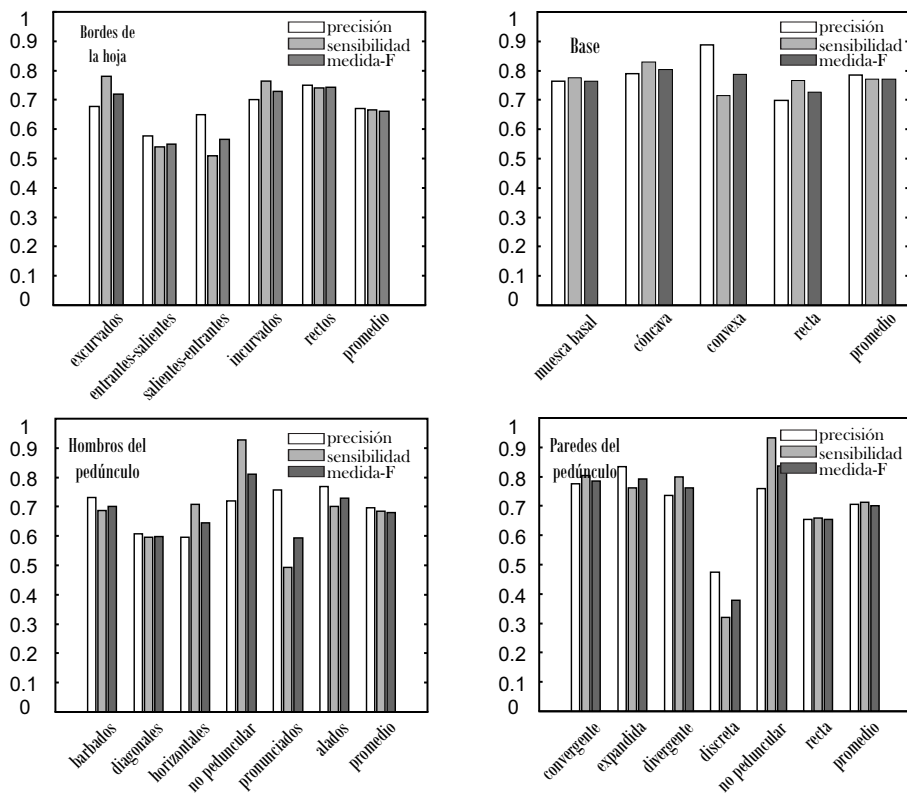 1
0.9
0.8
0.7
0.6
0.5
0.4
0.3
0.2
0.1
0
Bordes de
la hoja
precisión
sensibilidad
medida-F
excurvados
entrantes-salientes
salientes-entrantes
incurvados
rectos
promedio
1
0.9
0.8
0.7
0.6
0.5
0.4
0.3
0.2
0.1
0
Base
precisión
sensibilidad
medida-F
muesca basal
cóncava
convexa
recta
promedio
1
0.9
0.8
0.7
0.6
0.5
0.4
0.3
0.2
0.1
0
Hombros del
pedúnculo
precisión
sensibilidad
medida-F
barbados
diagonales
horizontales
no peduncular
pronunciados
alados
promedio
1
0.9
0.8
0.7
0.6
0.5
0.4
0.3
0.2
0.1
0
Paredes del
pedúnculo
precisión
sensibilidad
medida-F
convergente
expandida
divergente
discreta
no peduncular
recta
promedio